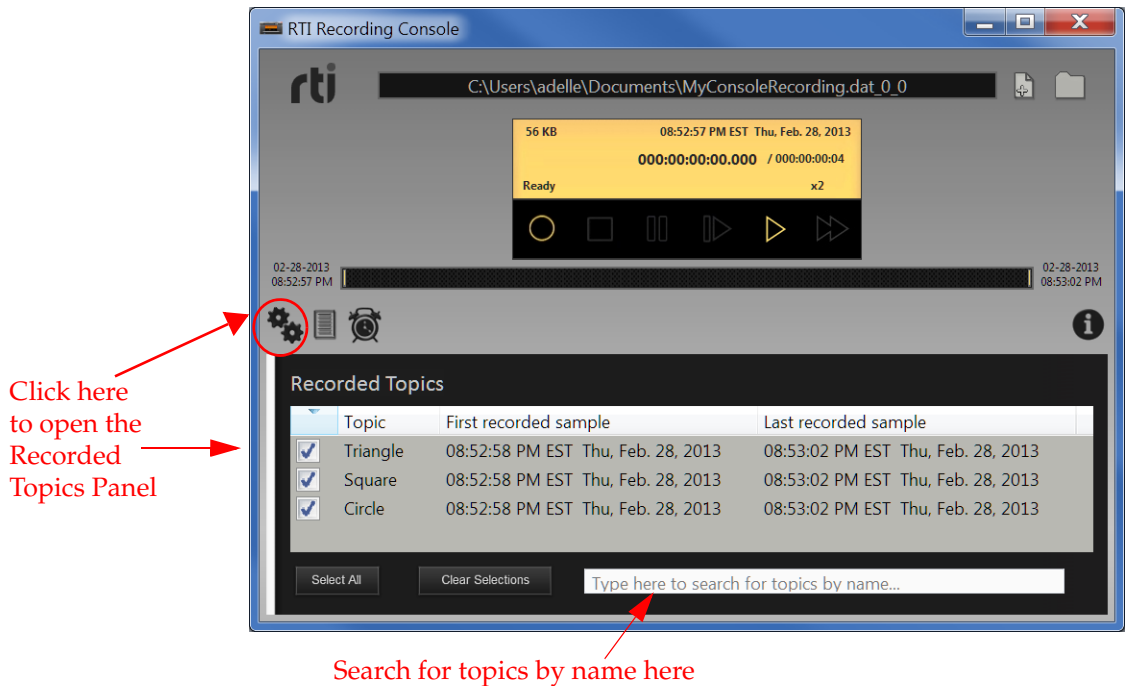 RTI Recording Console
rti
C:\Users\adelle\Documents\MyConsoleRecording.dat_0_0
56 KB 08:52:57 PM EST Thu, Feb. 28, 2013
000:00:00:00.000 / 000:00:00:04
Ready x2
02-28-2013
08:52:57 PM
02-28-2013
08:53:02 PM
Click here
to open the
Recorded
Topics Panel
Recorded Topics
Topic First recorded sample Last recorded sample
Triangle 08:52:58 PM EST Thu, Feb. 28, 2013 08:53:02 PM EST Thu, Feb. 28, 2013
Square 08:52:58 PM EST Thu, Feb. 28, 2013 08:53:02 PM EST Thu, Feb. 28, 2013
Circle 08:52:58 PM EST Thu, Feb. 28, 2013 08:53:02 PM EST Thu, Feb. 28, 2013
Select All Clear Selections Type here to search for topics by name...
Search for topics by name here